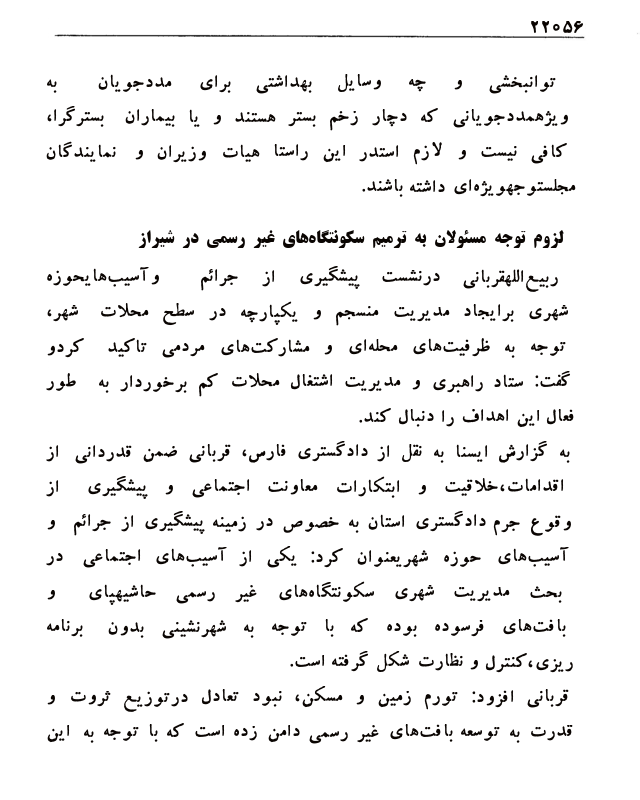 ۲۲۰۵۶
توانبخشی و چه وسایل بهداشتی برای مددجویان به
ویژهمددجویانی که دچار زخم بستر هستند و یا بیماران بسترگرا،
کافی نیست و لازم استدر این راستا هیات وزیران و نمایندگان
مجلستوجهویژه‌ای داشته باشند.
لزوم توجه مسئولان به ترمیم سکونتگاه‌های غیر رسمی در شیراز
ربیع‌اللهقربانی درنشست پیشگیری از جرائم وآسیب‌هایحوزه
شهری برایجاد مدیریت منسجم و یکپارچه در سطح محلات شهر،
توجه به ظرفیت‌های محله‌ای و مشارکت‌های مردمی تاکید کردو
گفت: ستاد راهبری و مدیریت اشتغال محلات کم برخوردار به طور
فعال این اهداف را دنبال کند.
به گزارش ایسنا به نقل از دادگستری فارس، قربانی ضمن قدردانی از
اقدامات،خلاقیت و ابتکارات معاونت اجتماعی و پیشگیری از
وقوع جرم دادگستری استان به خصوص در زمینه پیشگیری از جرائم و
آسیب‌های حوزه شهریعنوان کرد: یکی از آسیب‌های اجتماعی در
بحث مدیریت شهری سکونتگاه‌های غیر رسمی حاشیهپای و
بافت‌های فرسوده بوده که با توجه به شهرنشینی بدون برنامه
ریزی،کنترل و نظارت شکل گرفته است.
قربانی افزود: تورم زمین و مسکن، نبود تعادل درتوزیع ثروت و
قدرت به توسعه بافت‌های غیر رسمی دامن زده است که با توجه به این